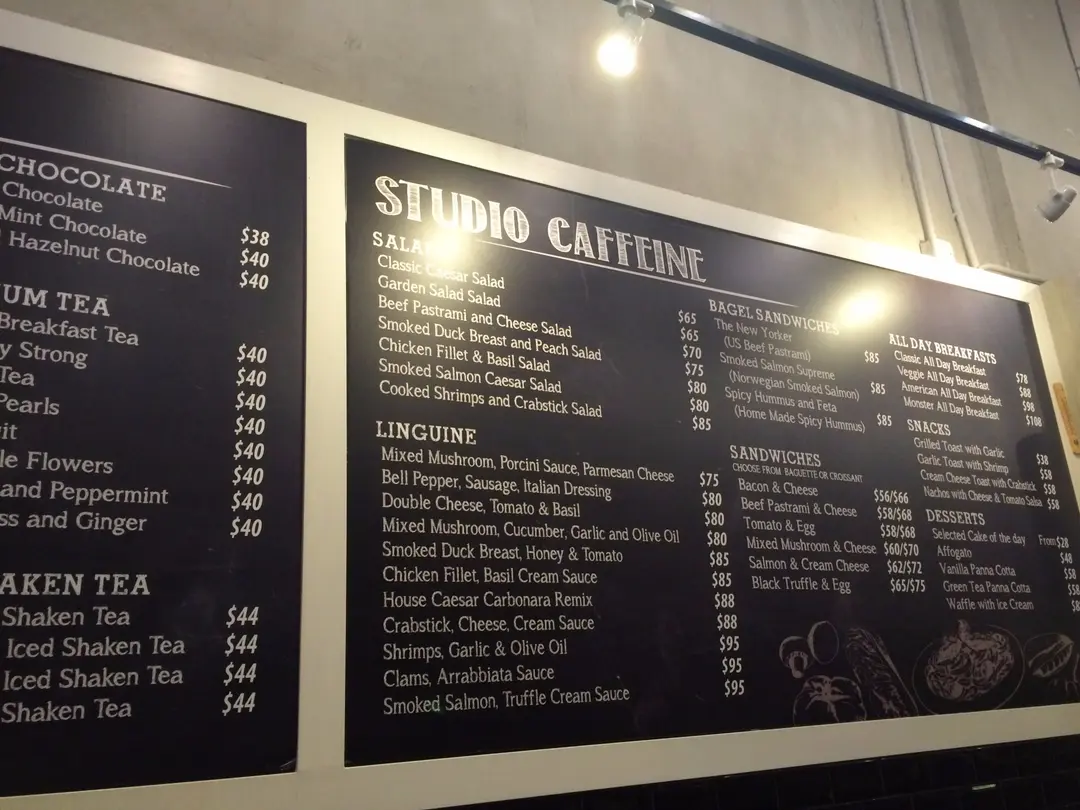 CHOCOLATE
Chocolate $38
Mint Chocolate $40
Hazelnut Chocolate $40
UM TEA
Breakfast Tea $40
y Strong $40
Tea $40
Pearls $40
it $40
le Flowers $40
and Peppermint $40
ss and Ginger $40
AKEN TEA
Shaken Tea $44
Iced Shaken Tea $44
Iced Shaken Tea $44
Shaken Tea $44
STUDIO CAFFEINE
Classic Caesar Salad $65
Garden Salad Salad $65
Beef Pastrami and Cheese Salad $70
Smoked Duck Breast and Peach Salad $75
Chicken Fillet & Basil Salad $80
Smoked Salmon Caesar Salad $80
Cooked Shrimps and Crabstick Salad $85
LINGUINE
Mixed Mushroom, Porcini Sauce, Parmesan Cheese $75
Bell Pepper, Sausage, Italian Dressing $80
Double Cheese, Tomato & Basil $80
Mixed Mushroom, Cucumber, Garlic and Olive Oil $80
Smoked Duck Breast, Honey & Tomato $85
Chicken Fillet, Basil Cream Sauce $85
House Caesar Carbonara Remix $88
Crabstick, Cheese, Cream Sauce $88
Shrimps, Garlic & Olive Oil $95
Clams, Arrabbiata Sauce $95
Smoked Salmon, Truffle Cream Sauce $95
BAGEL SANDWICHES
The New Yorker
(US Beef Pastrami) $85
Smoked Salmon Supreme
(Norwegian Smoked Salmon) $85
Spicy Hummus and Feta
(Home Made Spicy Hummus) $85
SANDWICHES
CHOOSE FROM BAGUETTE OR CROISSANT
Bacon & Cheese $56/$66
Beef Pastrami & Cheese $58/$68
Tomato & Egg $58/$68
Mixed Mushroom & Cheese $60/$70
Salmon & Cream Cheese $62/$72
Black Truffle & Egg $65/$75
ALL DAY BREAKFASTS
Classic All Day Breakfast $78
Veggie All Day Breakfast $88
American All Day Breakfast $98
Monster All Day Breakfast $108
SNACKS
Grilled Toast with Garlic $38
Garlic Toast with Shrimp $58
Cream Cheese Toast with Crabstick $58
Nachos with Cheese & Tomato Salsa $58
DESSERTS
Selected Cake of the day From $28
Affogato $48
Vanilla Panna Cotta $58
Green Tea Panna Cotta $58
Waffle with Ice Cream